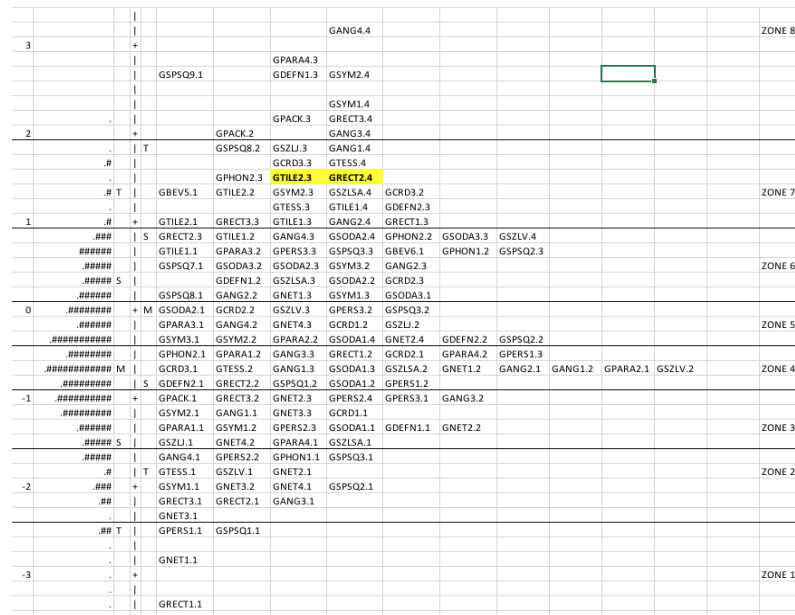 |
| GANG4.4 ZONE 8
3 +
| GPARA4.3
| GSPSQ9.1 GDEFN1.3 GSYM2.4
|
| GSYM1.4
. | GPACK.3 GRECT3.4
2 + GPACK.2 GANG3.4
. | T GSPSQ8.2 GSZLJ.3 GANG1.4
.# | GCRD3.3 GTESS.4
. | GPHON2.3 GTILE2.3 GRECT2.4
.# T | GBEV5.1 GTILE2.2 GSYM2.3 GSZLSA.4 GCRD3.2 ZONE 7
. | GTESS.3 GTILE1.4 GDEFN2.3
1 .# + GTILE2.1 GRECT3.3 GTILE1.3 GANG2.4 GRECT1.3
.### | S GRECT2.3 GTILE1.2 GANG4.3 GSODA2.4 GPHON2.2 GSODA3.3 GSZLV.4
###### | GTILE1.1 GPARA3.2 GPERS3.3 GSPSQ3.3 GBEV6.1 GPHON1.2 GSPSQ2.3
.##### | GSPSQ7.1 GSODA3.2 GSODA2.3 GSYM3.2 GANG2.3 ZONE 6
.##### S | GDEFN1.2 GSZLSA.3 GSODA2.2 GCRD2.3
.###### | GSPSQ8.1 GANG2.2 GNET1.3 GSYM1.3 GSODA3.1
0 .######## + M GSODA2.1 GCRD2.2 GSZLV.3 GPERS3.2 GSPSQ3.2
.###### | GPARA3.1 GANG4.2 GNET4.3 GCRD1.2 GSZLJ.2 ZONE 5
.########### | GSYM3.1 GSYM2.2 GPARA2.2 GSODA1.4 GNET2.4 GDEFN2.2 GSPSQ2.2
.######## | GPHON2.1 GPARA1.2 GANG3.3 GRECT1.2 GCRD2.1 GPARA4.2 GPERS1.3
.############ M | GCRD3.1 GTESS.2 GANG1.3 GSODA1.3 GSZLSA.2 GNET1.2 GANG2.1 GANG1.2 GPARA2.1 GSZLV.2 ZONE 4
.######### | S GDEFN2.1 GRECT2.2 GSPSQ1.2 GSODA1.2 GPERS1.2
-1 .########## + GPACK.1 GRECT3.2 GNET2.3 GPERS2.4 GPERS3.1 GANG3.2
.######### | GSYM2.1 GANG1.1 GNET3.3 GCRD1.1
.###### | GPARA1.1 GSYM1.2 GPERS2.3 GSODA1.1 GDEFN1.1 GNET2.2 ZONE 3
.##### S | GSZLJ.1 GNET4.2 GPARA4.1 GSZLSA.1
.##### | GANG4.1 GPERS2.2 GPHON1.1 GSPSQ3.1
.# | T GTESS.1 GSZLV.1 GNET2.1 ZONE 2
-2 .### + GSYM1.1 GNET3.2 GNET4.1 GSPSQ2.1
.## | GRECT3.1 GRECT2.1 GANG3.1
. | GNET3.1
.## T | GPERS1.1 GSPSQ1.1
. |
. | GNET1.1
-3 . + ZONE 1
. |
. | GRECT1.1